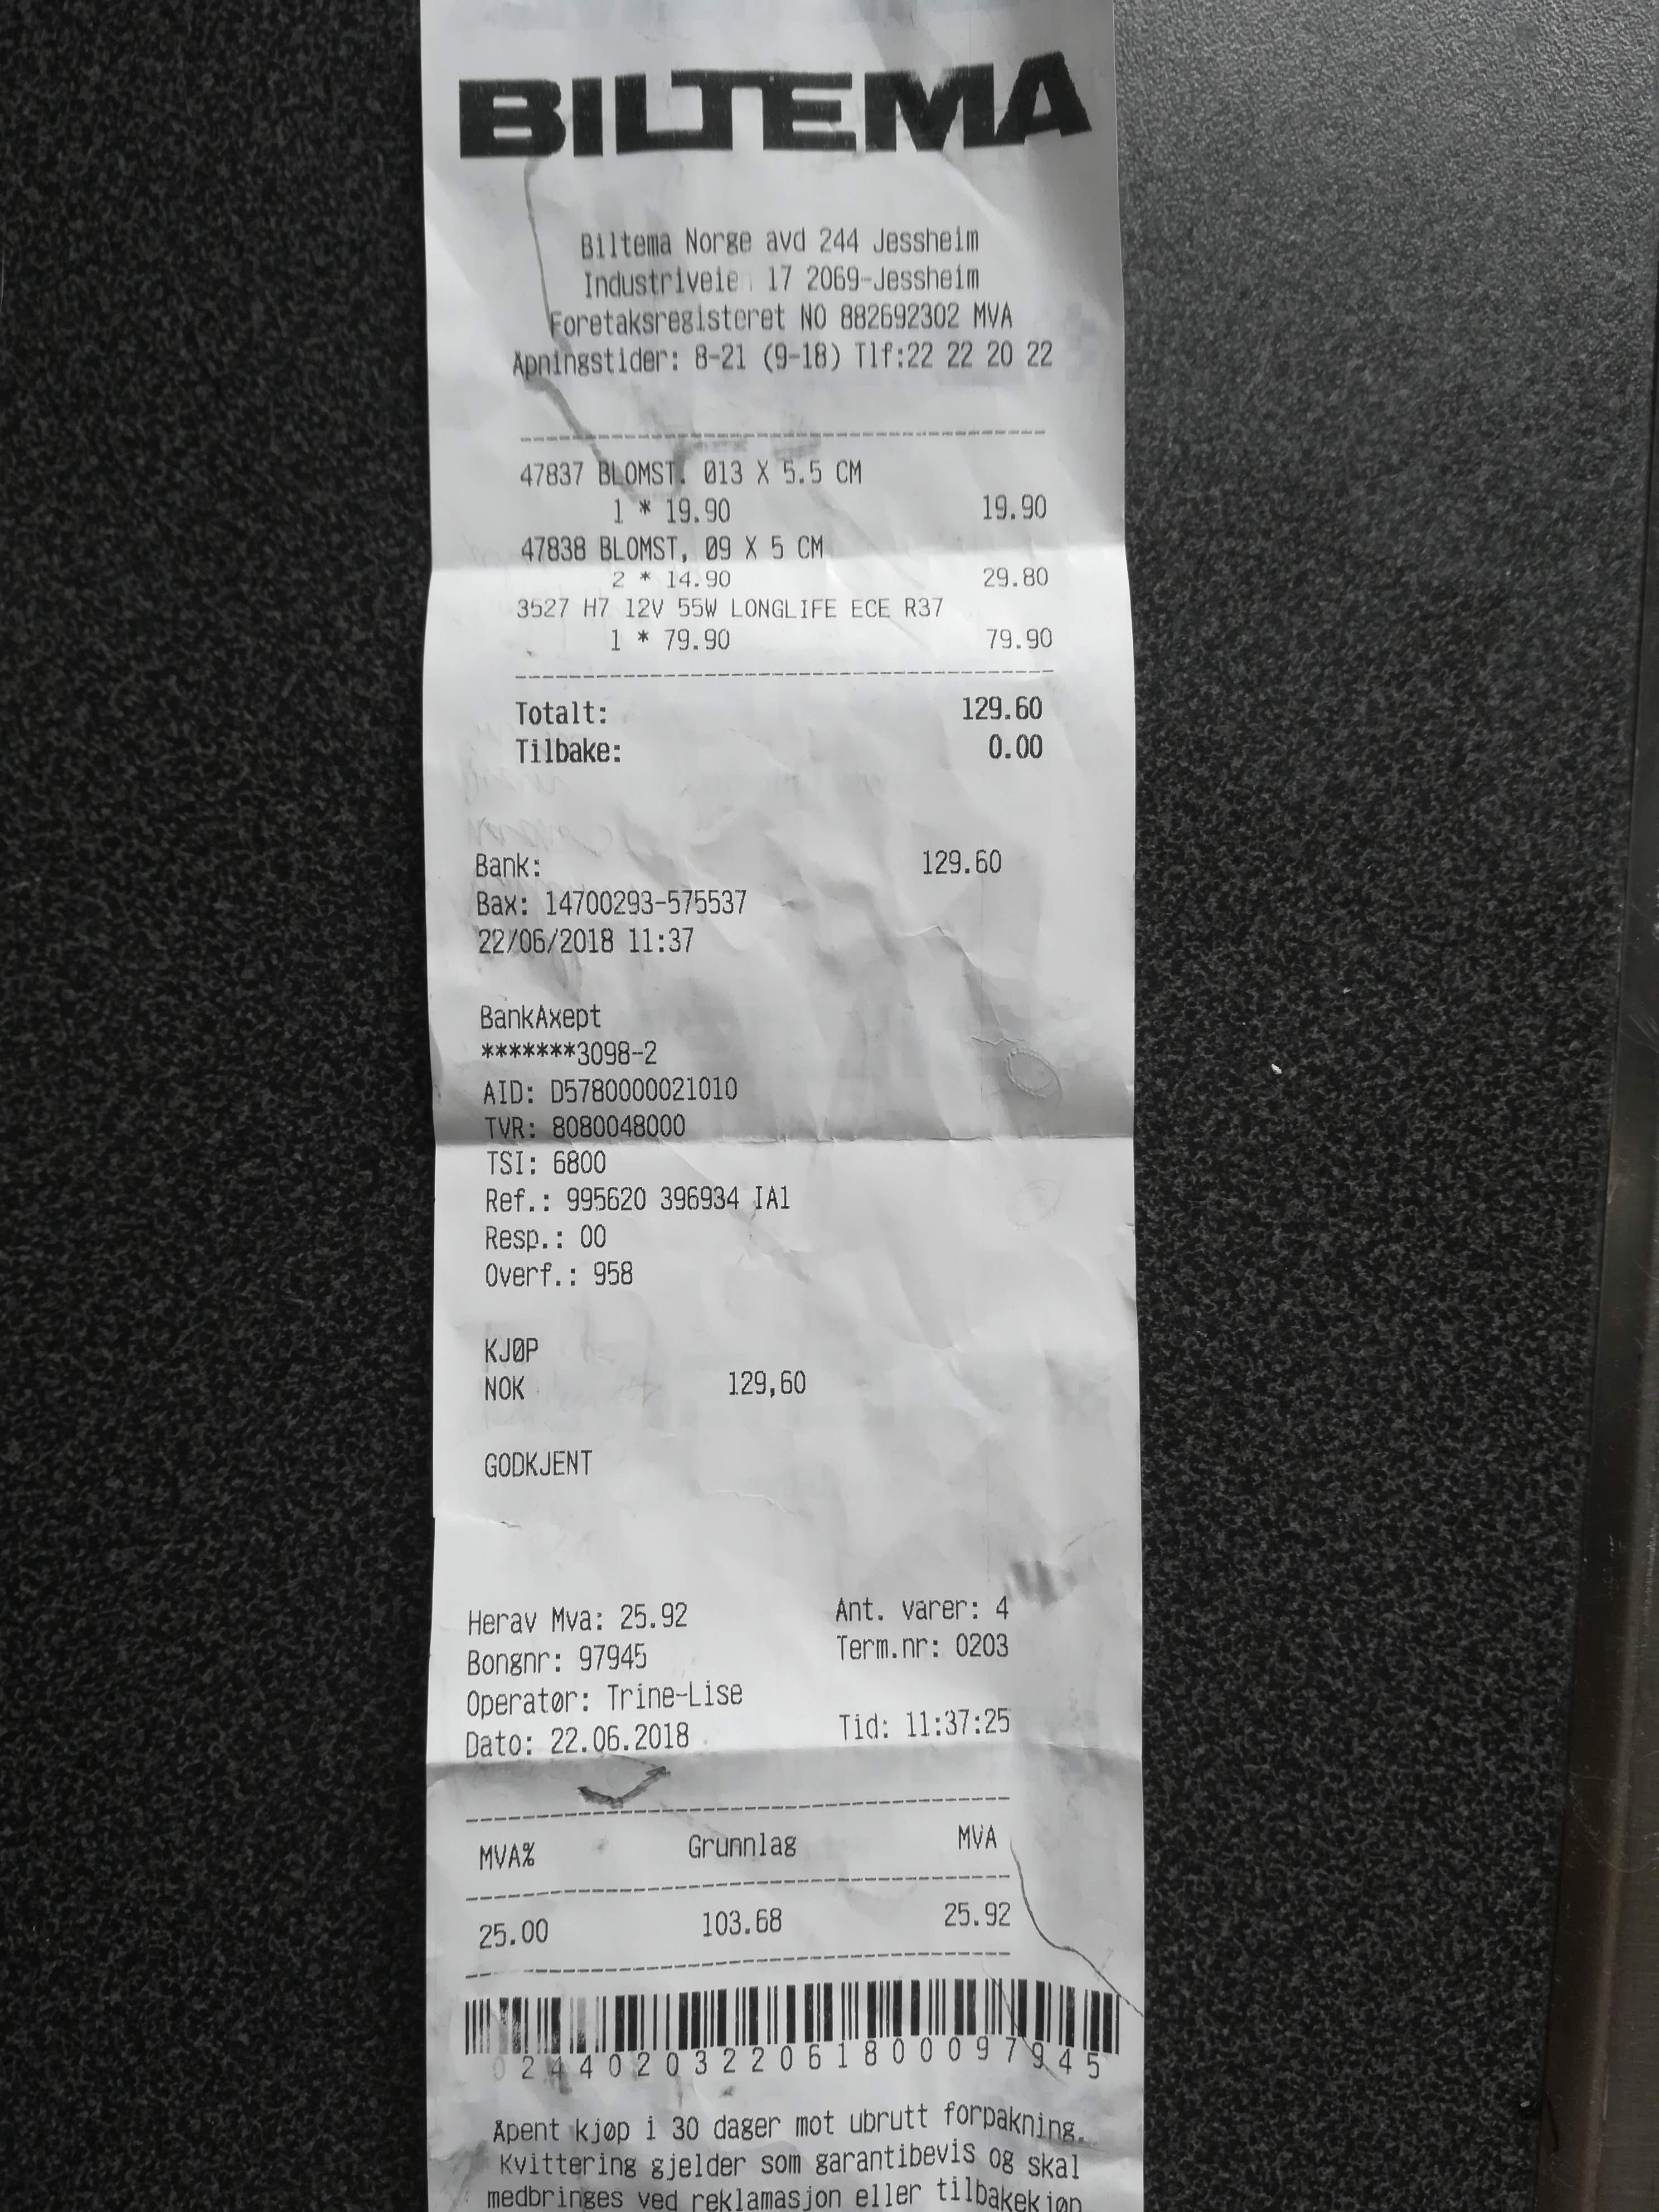 BILTEMA
Biltema Norge avd 244 Jessheim
Industriveien 17 2069-Jessheim
Foretaksregisteret NO 882692302 MVA
Åpningstider: 8-21 (9-18) Tlf:22 22 20 22
47837 BLOMST. Ø13 X 5.5 CM
1 * 19.90 19.90
47838 BLOMST, Ø9 X 5 CM
2 * 14.90 29.80
3527 H7 12V 55W LONGLIFE ECE R37
1 * 79.90 79.90
Totalt: 129.60
Tilbake: 0.00
Bank: 129.60
Bax: 14700293-575537
22/06/2018 11:37
BankAxept
*******3098-2
AID: D5780000021010
TVR: 8080048000
TSI: 6800
Ref.: 995620 396934 IA1
Resp.: 00
Overf.: 958
KJØP
NOK 129,60
GODKJENT
Herav Mva: 25.92 Ant. varer: 4
Bongnr: 97945 Term.nr: 0203
Operatør: Trine-Lise
Dato: 22.06.2018 Tid: 11:37:25
MVA% Grunnlag MVA
25.00 103.68 25.92
024402032206180009 7945
Åpent kjøp i 30 dager mot ubrutt forpakning.
Kvittering gjelder som garantibevis og skal
medbringes ved reklamasjon eller tilbakekjøp